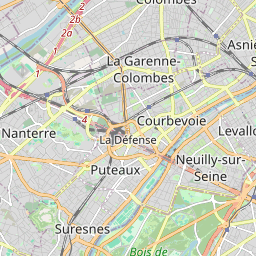 Colombes
2b
2a
1
La Garenne-
Colombes
Asniè
Courbevoie
4
Nanterre
La Défense
Levallo
Neuilly-sur-
Seine
Puteaux
Suresnes
Bois de